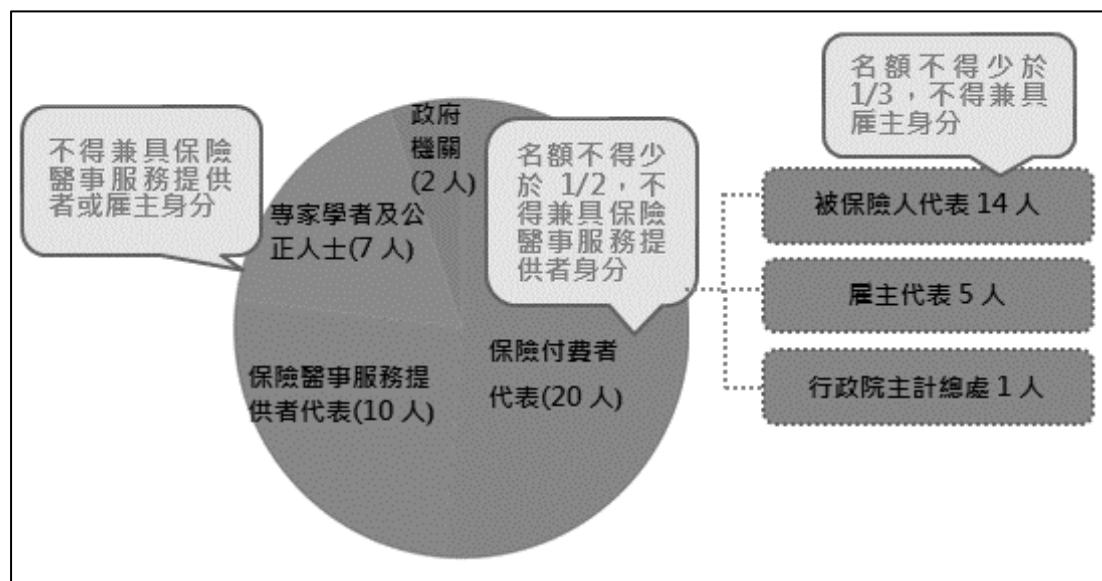 不得兼具保險
醫事服務提供
者或雇主身分
政府
機關
(2 人)
專家學者及公
正人士(7 人)
名額不得少
於 1/2，不
得兼具保險
醫事服務提
供者身分
保險醫事服務提
供者代表(10 人)
保險付費者
代表(20 人)
名額不得少於
1/3，不得兼具
雇主身分
被保險人代表 14 人
雇主代表 5 人
行政院主計總處 1 人